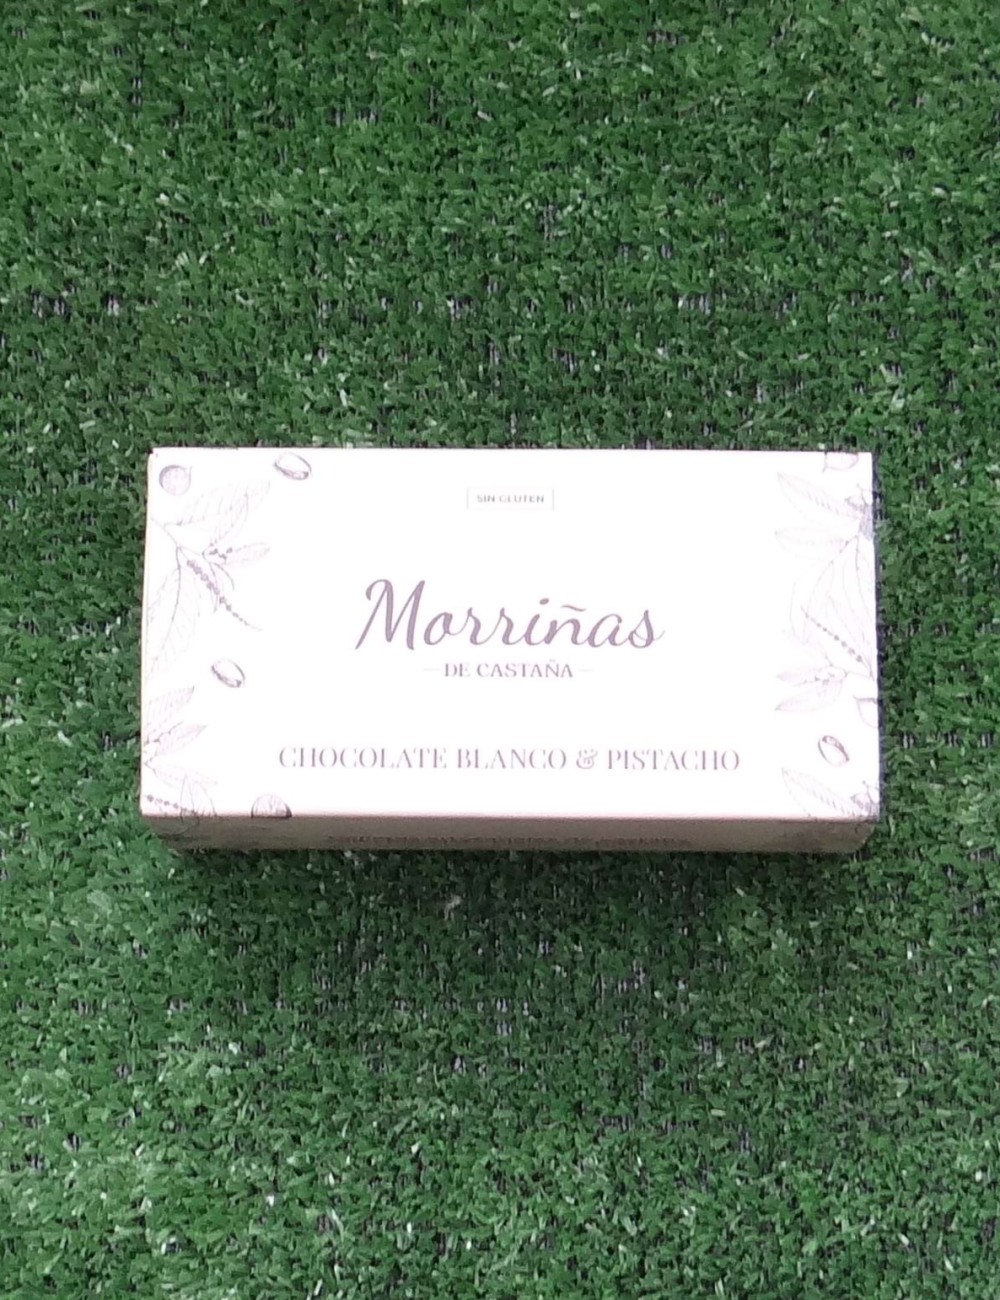 SIN GLUTEN
Morriñas
DE CASTAÑA
CHOCOLATE BLANCO & PISTACHO